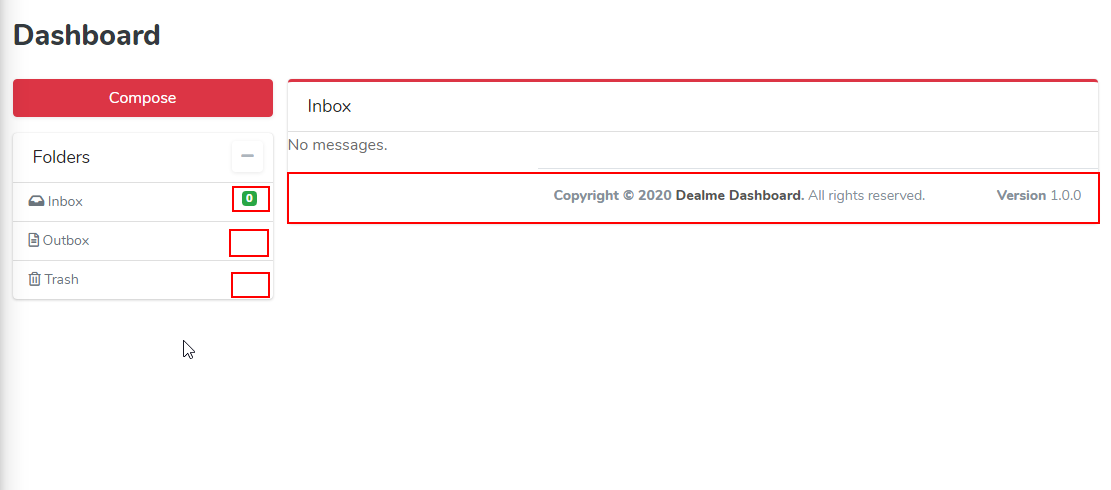 Dashboard
Compose
Folders
Inbox 0
Outbox
Trash
Inbox
No messages.
Copyright © 2020 Dealme Dashboard. All rights reserved.
Version 1.0.0